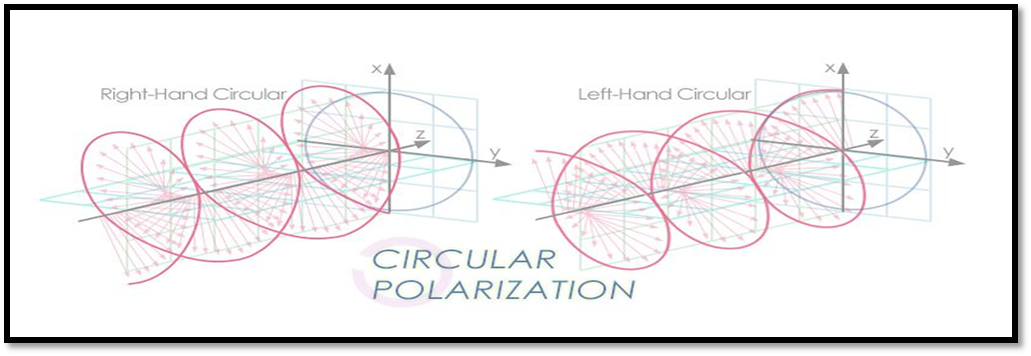 Right-Hand Circular
x
z
y
Left-Hand Circular
x
z
y
CIRCULAR
POLARIZATION